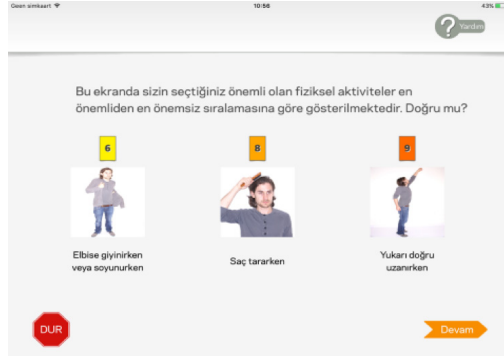 Geen simkaart 10:56 43%
Yardım
Bu ekranda sizin seçtiğiniz önemli olan fiziksel aktiviteler en
önemliden en önemsiz sıralamasına göre gösterilmektedir. Doğru mu?
6 8 9
Elbise giyinirken
veya soyunurken
Saç tararken
Yukarı doğru
uzanırken
DUR
Devam